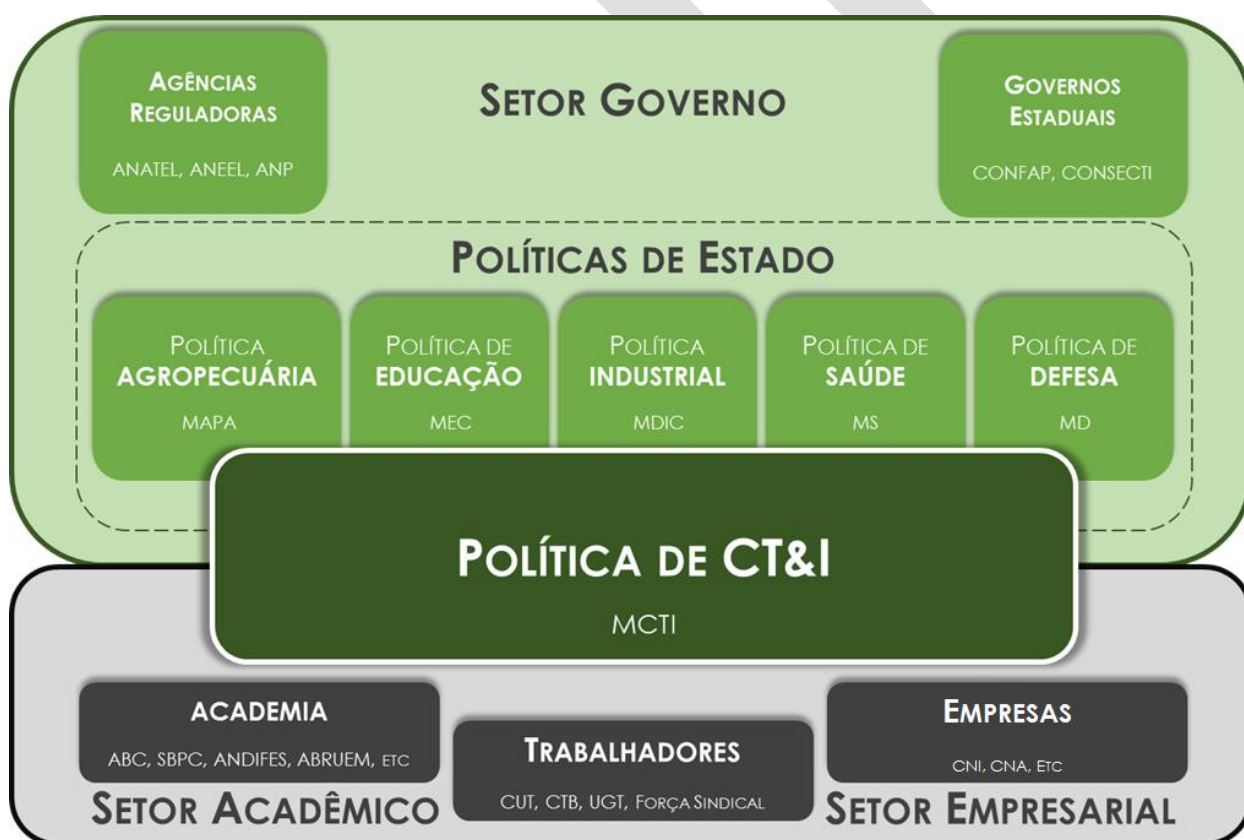 AGÊNCIAS
REGULADORAS
ANATEL, ANEEL, ANP
SETOR GOVERNO
GOVERNOS
ESTADUAIS
CONFAP, CONSECTI
POLÍTICAS DE ESTADO
POLÍTICA
AGROPECUÁRIA
MAPA
POLÍTICA DE
EDUCAÇÃO
MEC
POLÍTICA
INDUSTRIAL
MDIC
POLÍTICA DE
SAÚDE
MS
POLÍTICA DE
DEFESA
MD
POLÍTICA DE CT&I
MCTI
ACADEMIA
ABC, SBPC, ANDIFES, ABRUEM, ETC
SETOR ACADÊMICO
TRABALHADORES
CUT, CTB, UGT, FORÇA SINDICAL
EMPRESAS
CNI, CNA, ETC
SETOR EMPRESARIAL